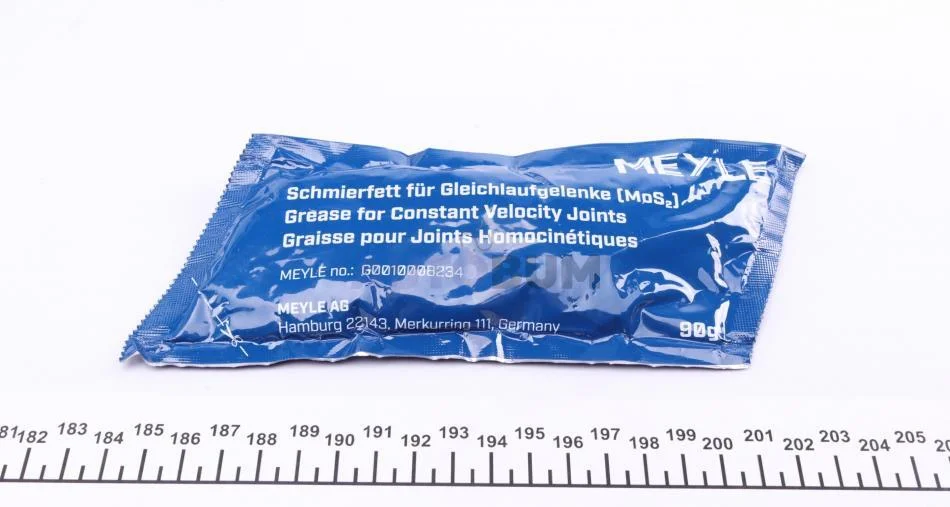 MEYLE
Schmierfett für Gleichlaufgelenke (MoS₂)
Grease for Constant Velocity Joints
Graisse pour Joints Homocinétiques
MEYLE no.: G0010008234
MEYLE AG
Hamburg 22143, Merkurring 111, Germany
90g
181 182 183 184 185 186 187 188 189 190 191 192 193 194 195 196 197 198 199 200 201 202 203 204 205